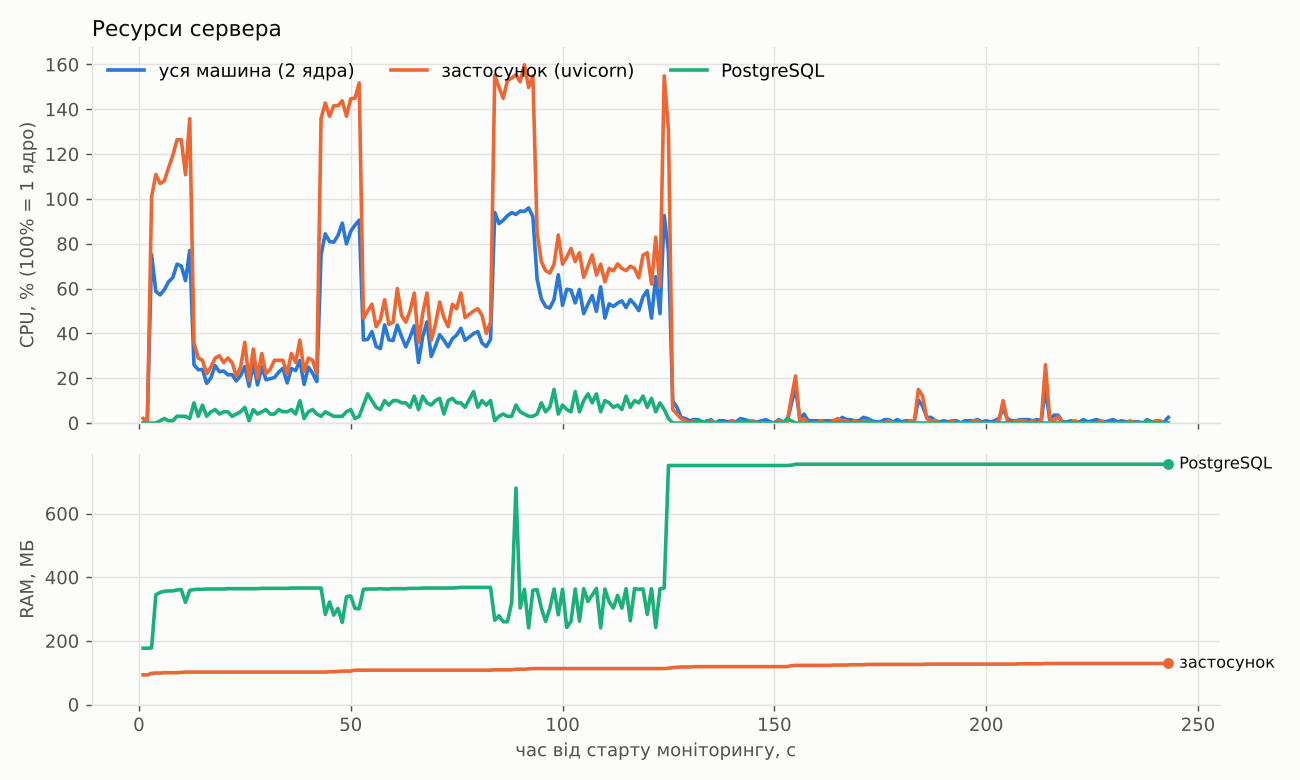 Ресурси сервера
уся машина (2 ядра) застосунок (uvicorn) PostgreSQL
CPU, % (100% = 1 ядро)
160
140
120
100
80
60
40
20
0
RAM, МБ
600
400
200
0
PostgreSQL
застосунок
0 50 100 150 200 250
час від старту моніторингу, с